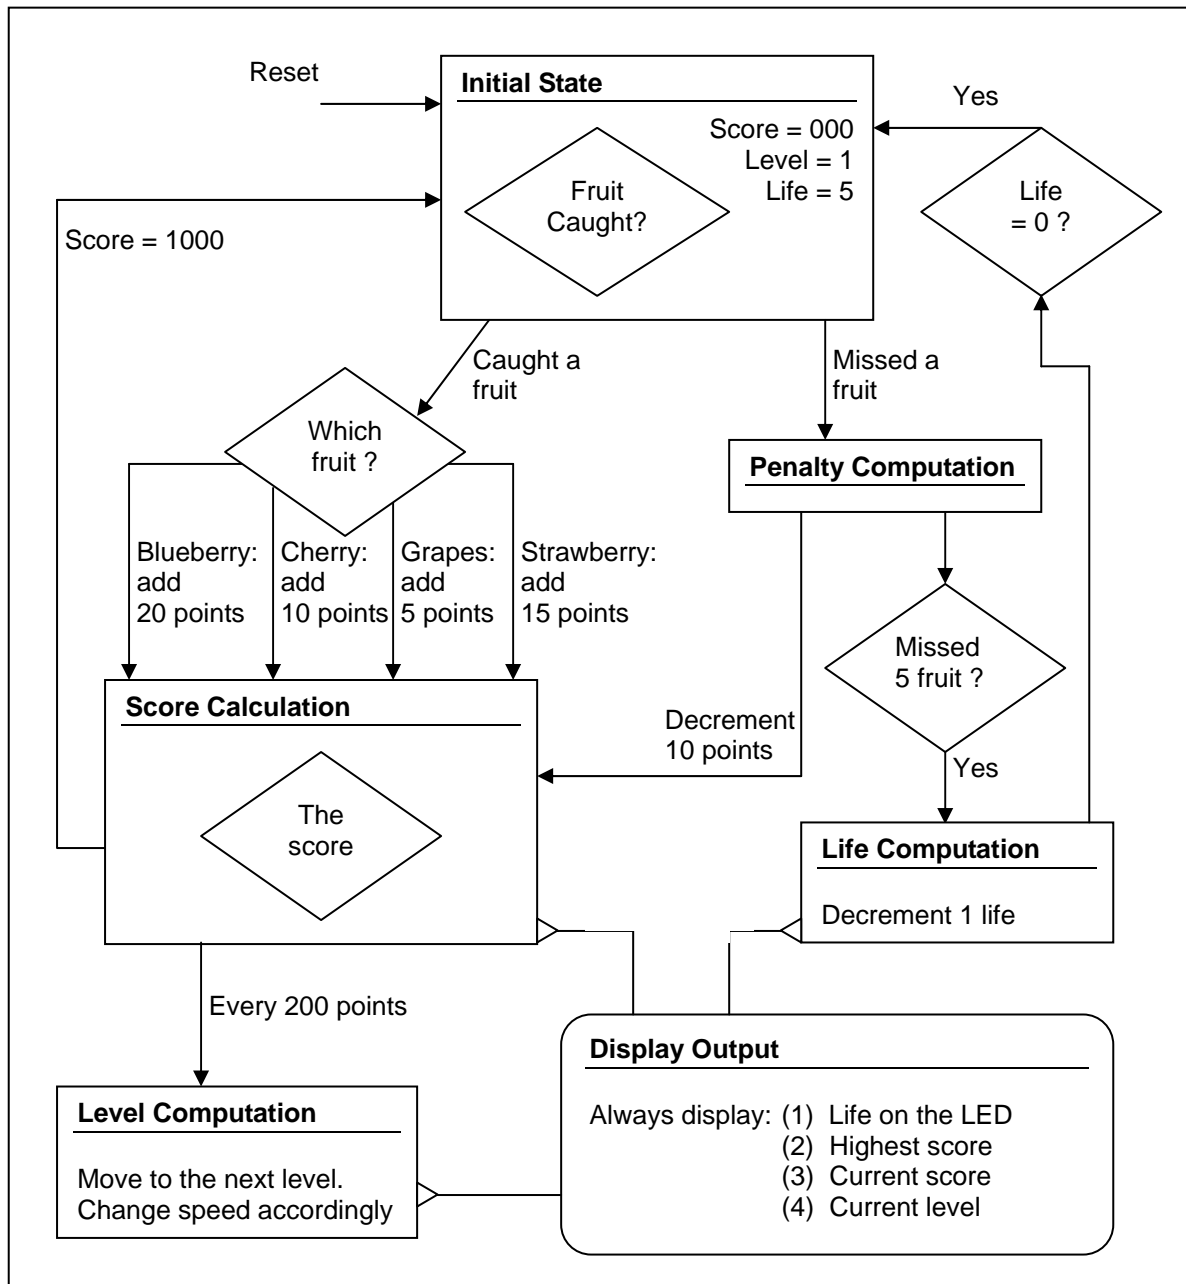 Reset
Initial State
Score = 000
Level = 1
Life = 5
Fruit
Caught?
Yes
Life
= 0 ?
Score = 1000
Caught a
fruit
Missed a
fruit
Which
fruit ?
Penalty Computation
Blueberry:
add
20 points
Cherry:
add
10 points
Grapes:
add
5 points
Strawberry:
add
15 points
Missed
5 fruit ?
Score Calculation
Decrement
10 points
Yes
The
score
Life Computation
Decrement 1 life
Every 200 points
Display Output
Always display: (1) Life on the LED
(2) Highest score
(3) Current score
(4) Current level
Level Computation
Move to the next level.
Change speed accordingly